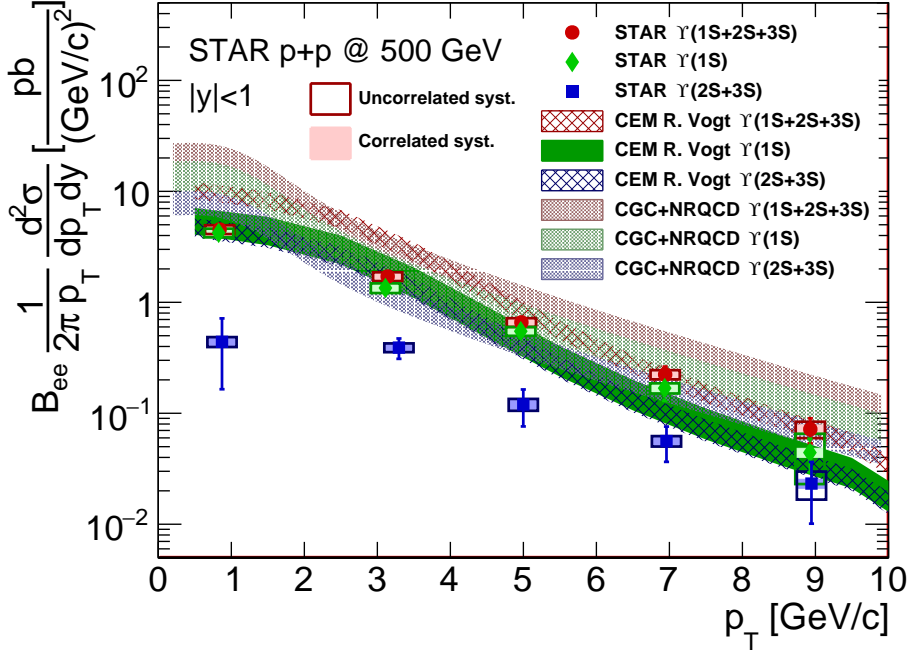 B_ee 1/(2π p_T) d²σ/(dp_T dy) [pb/(GeV/c)²]
STAR p+p @ 500 GeV
|y|<1
Uncorrelated syst.
Correlated syst.
STAR ϒ(1S+2S+3S)
STAR ϒ(1S)
STAR ϒ(2S+3S)
CEM R. Vogt ϒ(1S+2S+3S)
CEM R. Vogt ϒ(1S)
CEM R. Vogt ϒ(2S+3S)
CGC+NRQCD ϒ(1S+2S+3S)
CGC+NRQCD ϒ(1S)
CGC+NRQCD ϒ(2S+3S)
10²
10
1
10⁻¹
10⁻²
0 1 2 3 4 5 6 7 8 9 10
p_T [GeV/c]